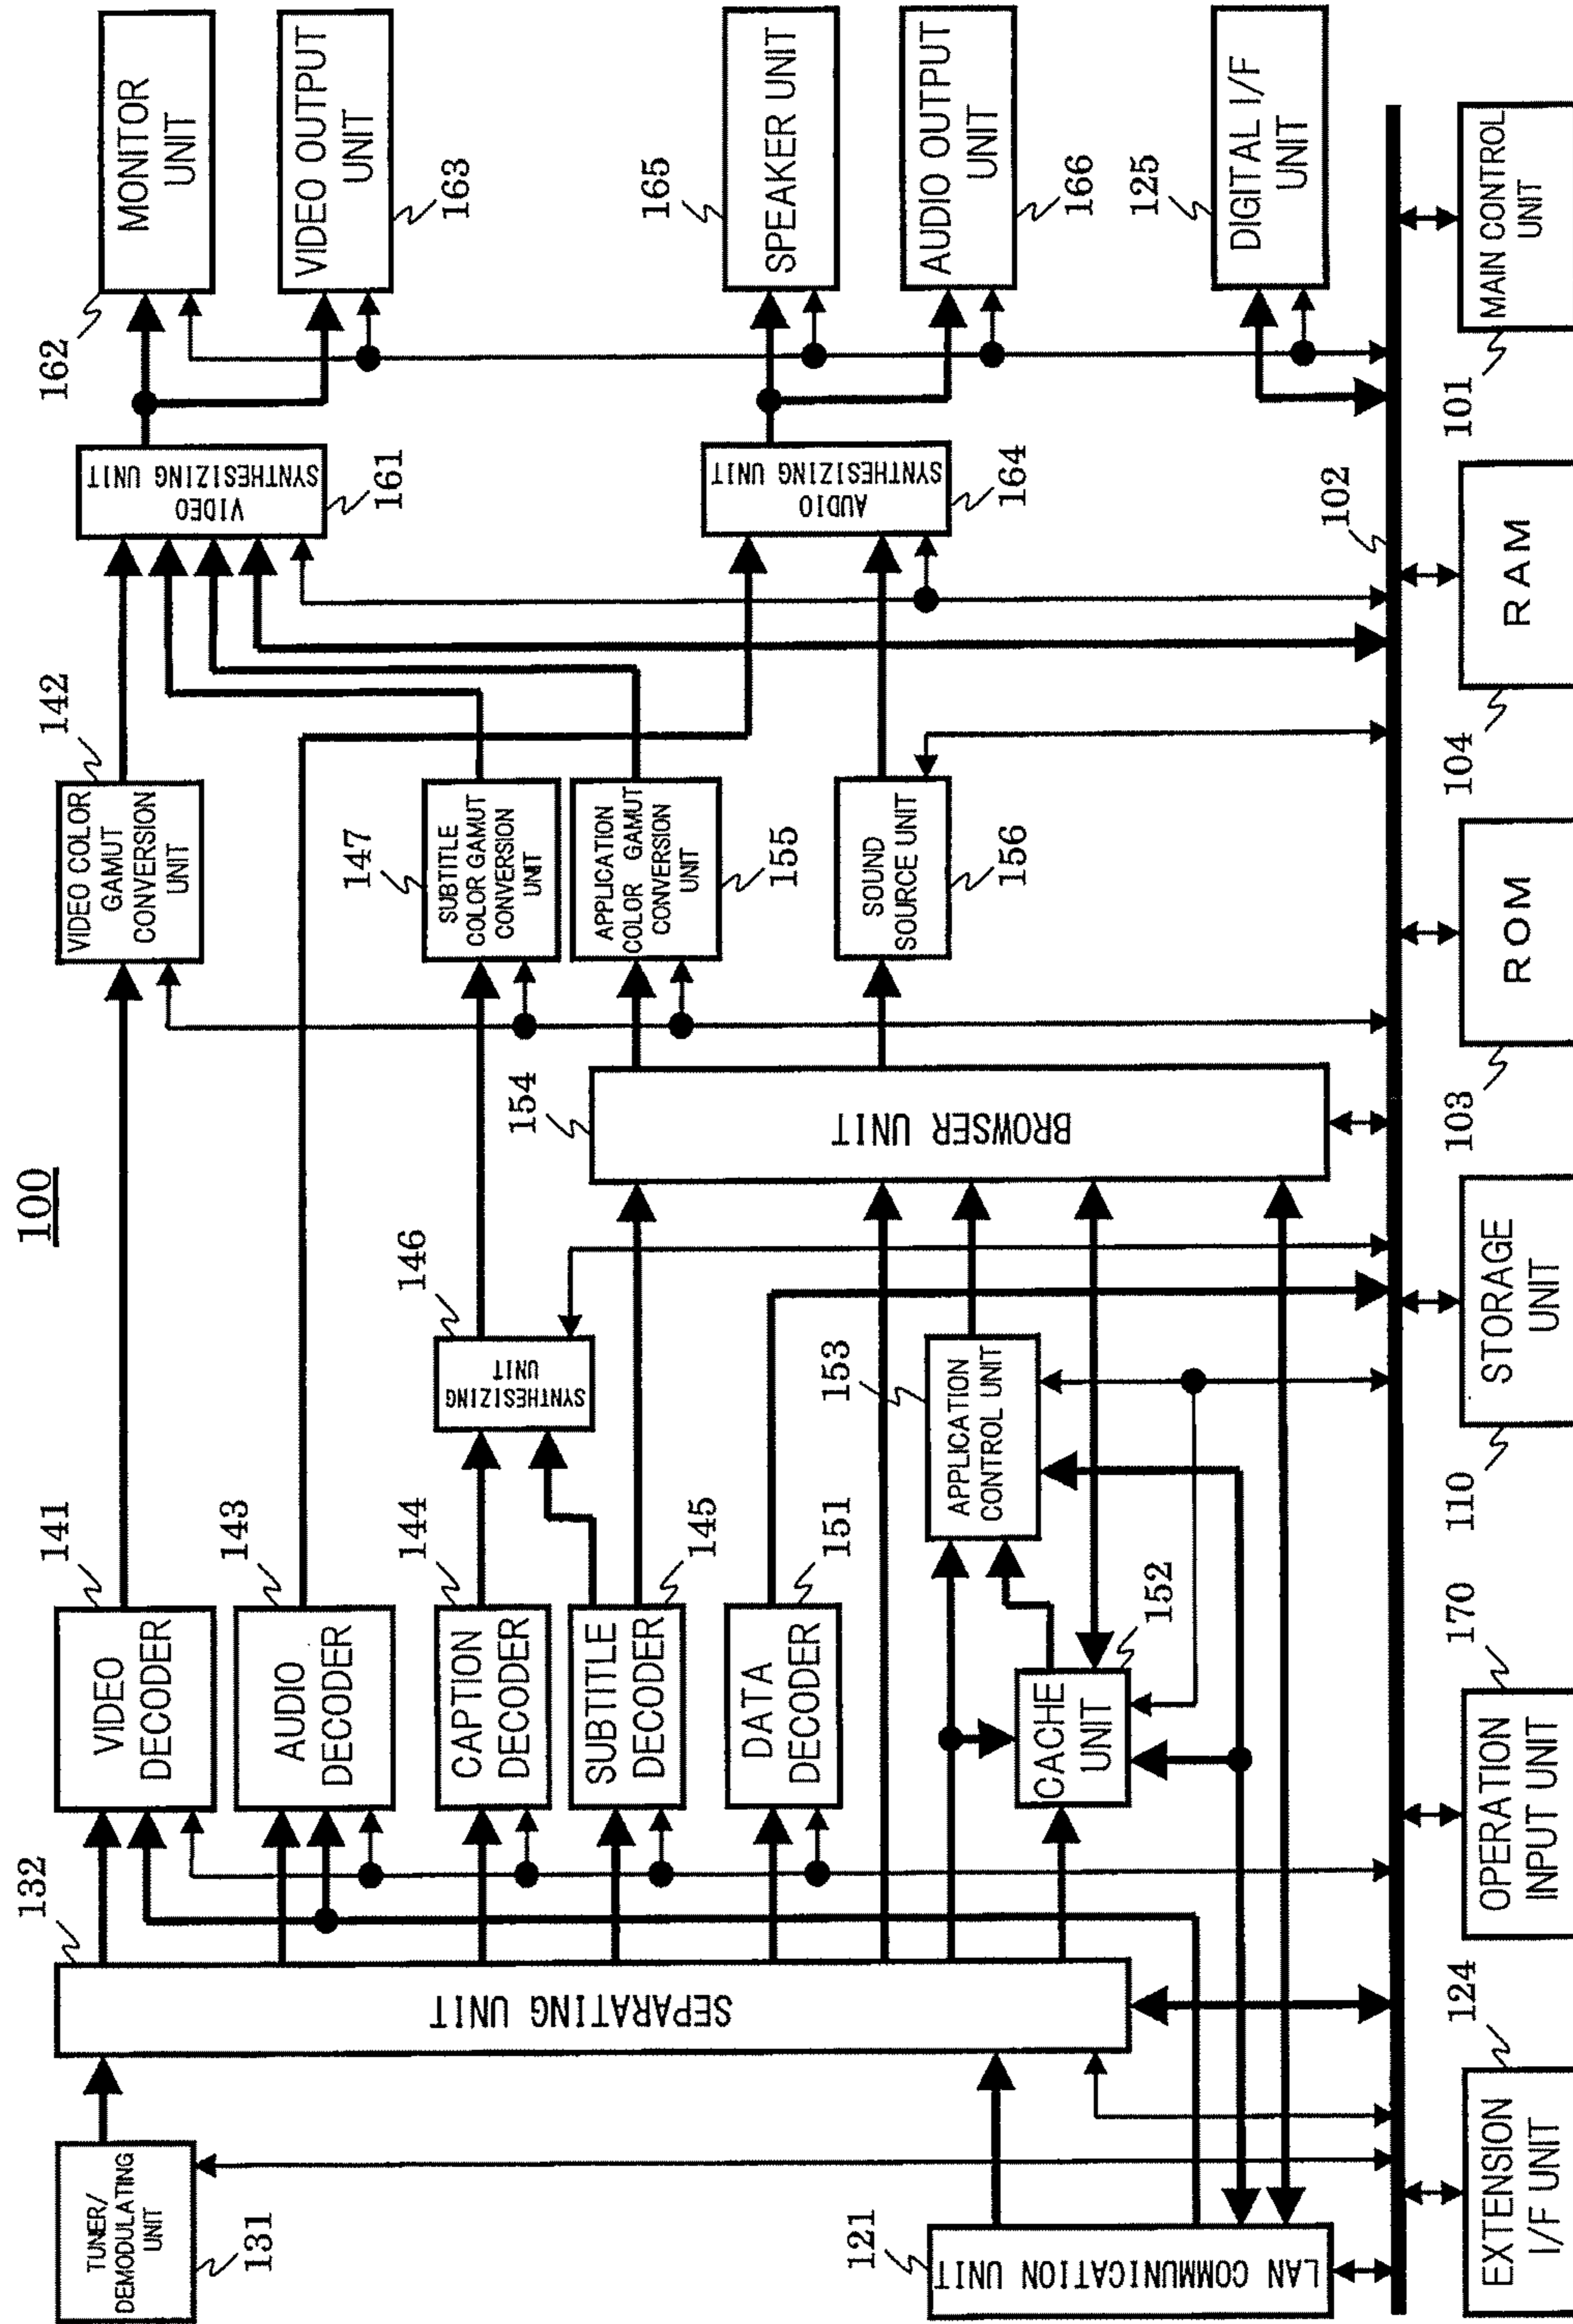 100
TUNER/
DEMODULATING
UNIT
131
LAN COMMUNICATION UNIT
121
SEPARATING UNIT
132
VIDEO
DECODER
141
AUDIO
DECODER
143
CAPTION
DECODER
144
SUBTITLE
DECODER
145
DATA
DECODER
151
CACHE
UNIT
152
SYNTHESIZING
UNIT
146
APPLICATION
CONTROL UNIT
153
BROWSER UNIT
154
VIDEO COLOR
GAMUT
CONVERSION
UNIT
142
SUBTITLE
COLOR GAMUT
CONVERSION
UNIT
147
APPLICATION
COLOR GAMUT
CONVERSION
UNIT
155
SOUND
SOURCE UNIT
156
VIDEO
SYNTHESIZING UNIT
161
AUDIO
SYNTHESIZING UNIT
164
MONITOR
UNIT
162
VIDEO OUTPUT
UNIT
163
SPEAKER UNIT
165
AUDIO OUTPUT
UNIT
166
DIGITAL I/F
UNIT
125
102
EXTENSION
I/F UNIT
124
OPERATION
INPUT UNIT
170
STORAGE
UNIT
110
ROM
103
RAM
104
MAIN CONTROL
UNIT
101